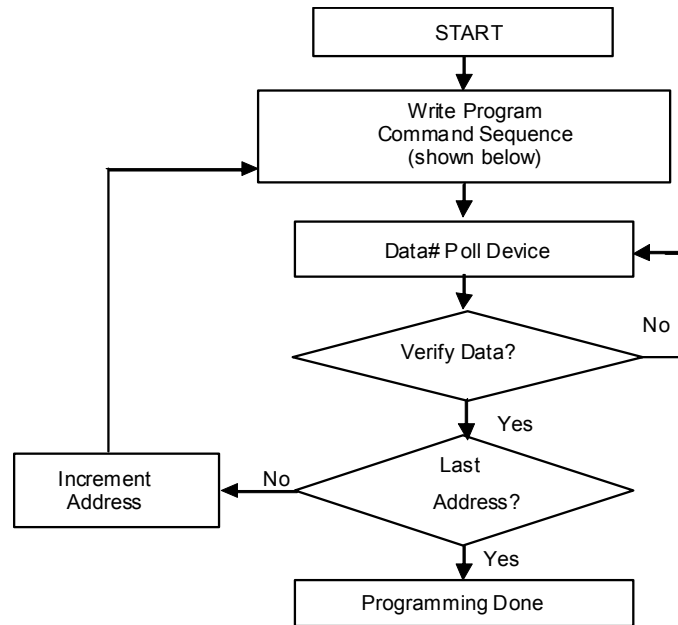 START
Write Program
Command Sequence
(shown below)
Data# Poll Device
Verify Data?
No
Yes
Last
Address?
No
Increment
Address
Yes
Programming Done